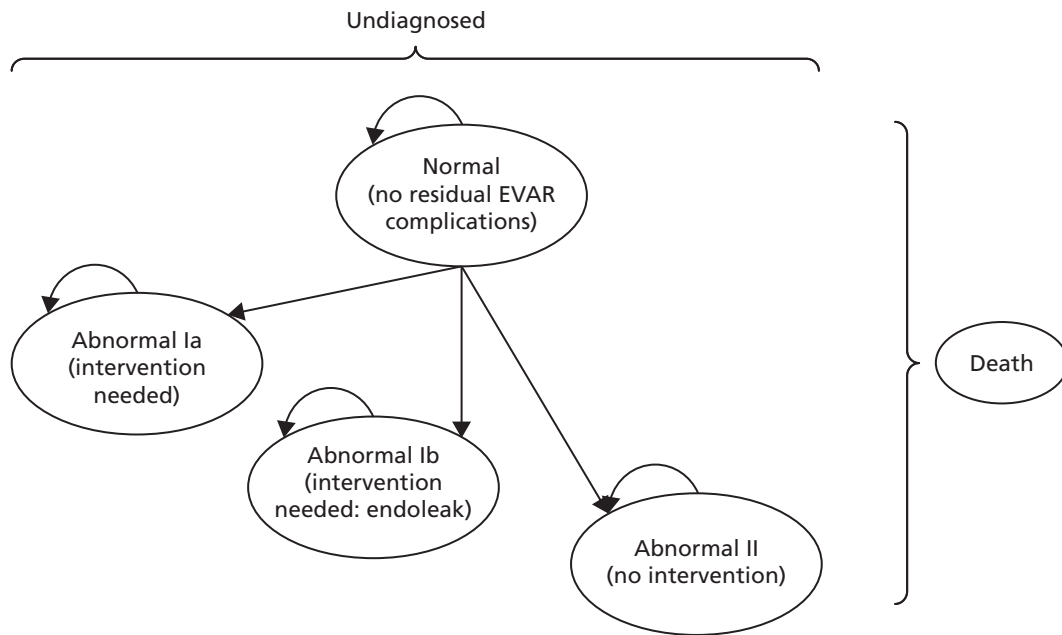 Undiagnosed
Normal
(no residual EVAR
complications)
Abnormal Ia
(intervention
needed)
Abnormal Ib
(intervention
needed: endoleak)
Abnormal II
(no intervention)
Death